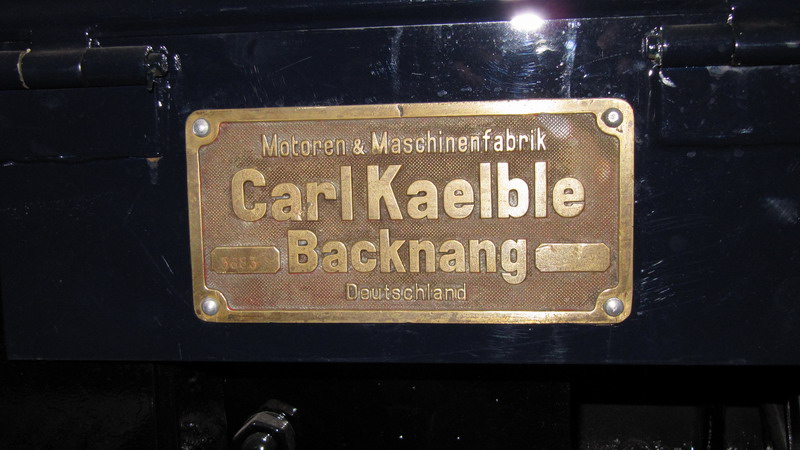 Motoren & Maschinenfabrik
Carl Kaelble
Backnang
Deutschland